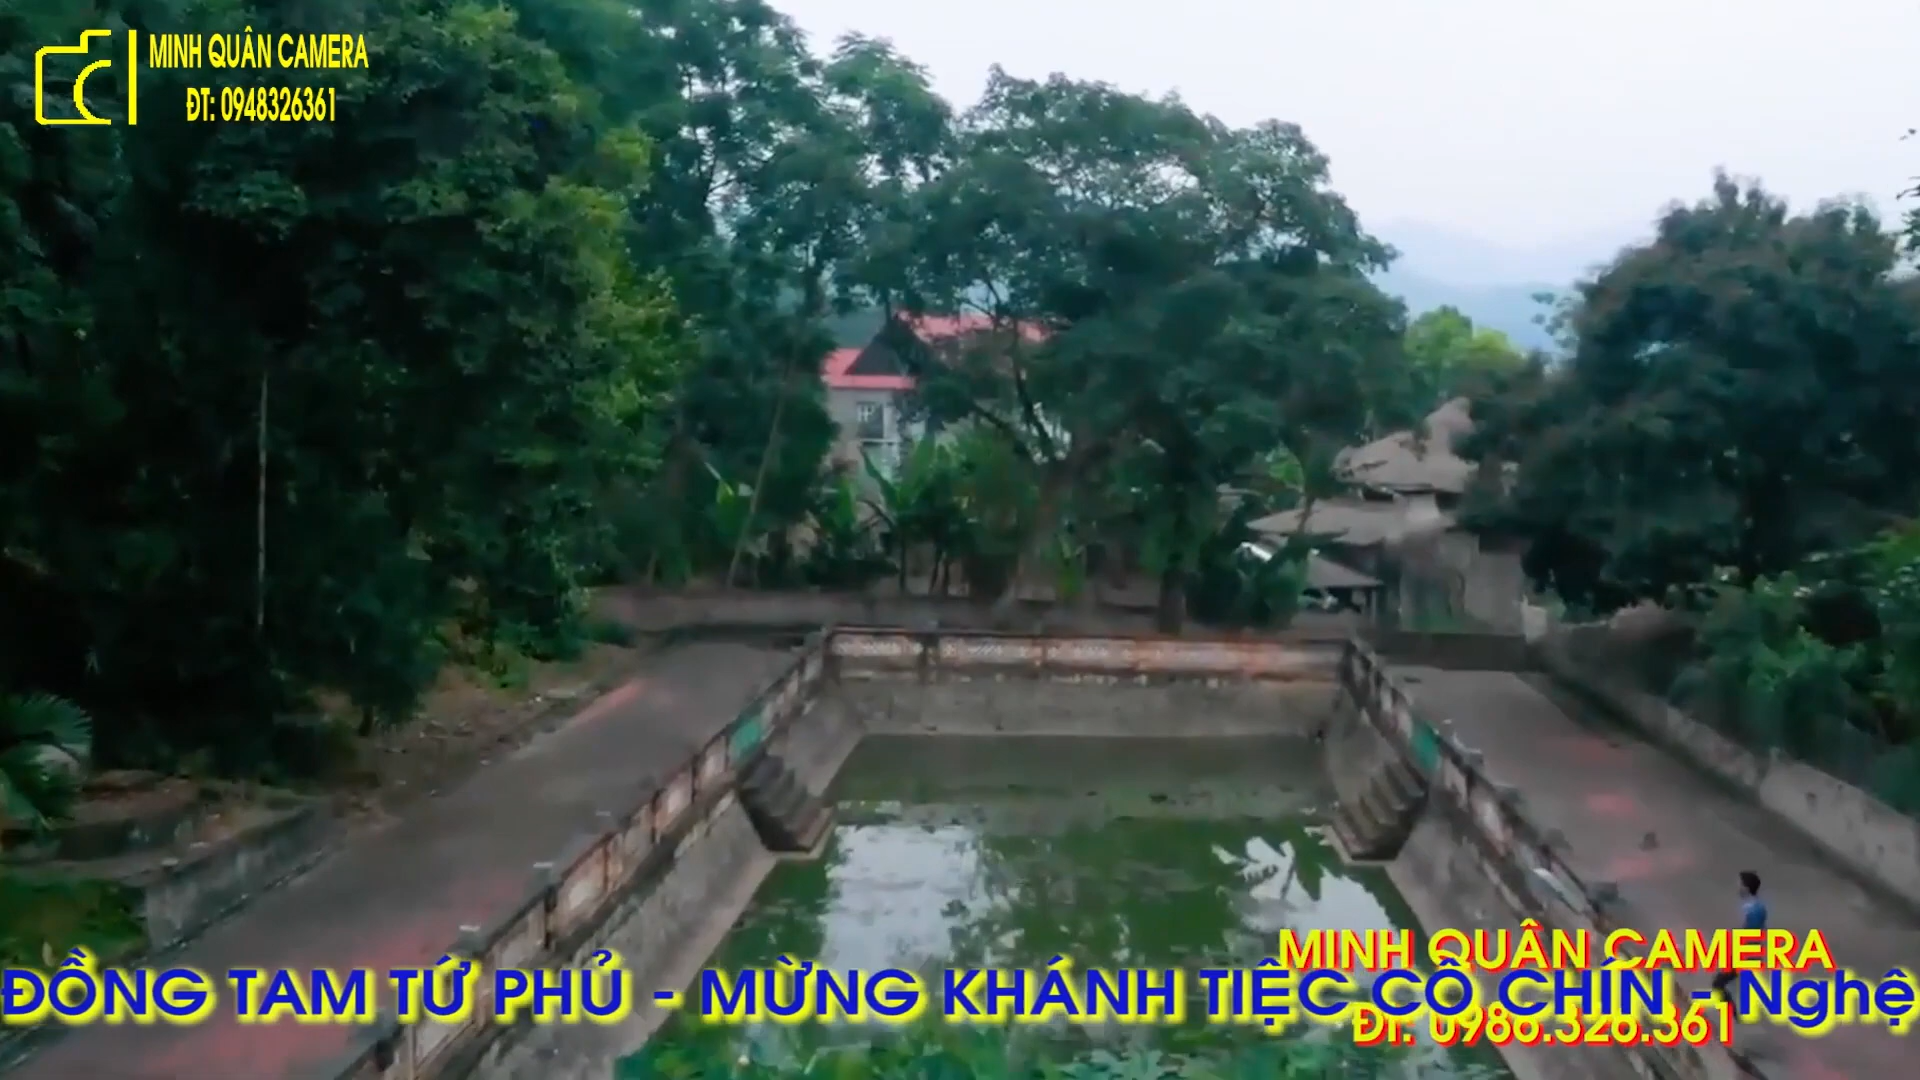 MINH QUÂN CAMERA
ĐT: 0948326361
MINH QUÂN CAMERA
ĐỒNG TAM TỨ PHỦ - MỪNG KHÁNH TIỆC CÔ CHÍN - Nghệ
ĐT: 0986.326.361